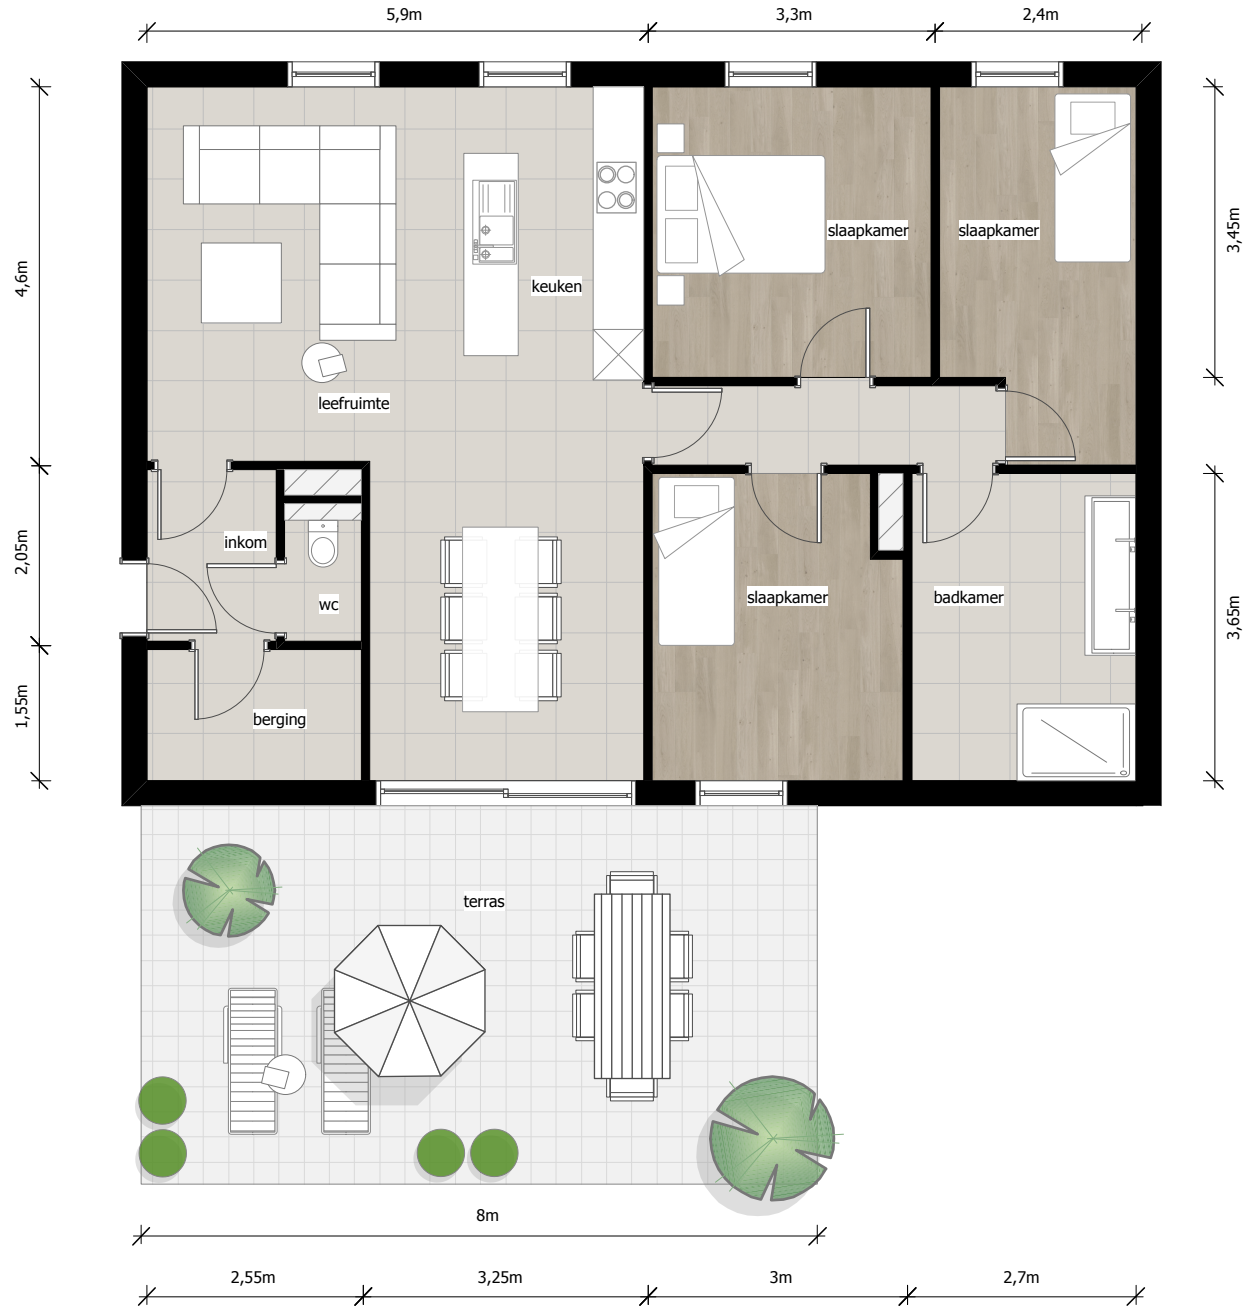 5,9m
3,3m
2,4m
slaapkamer
slaapkamer
3,45m
4,6m
keuken
leefruimte
inkom
2,05m
wc
slaapkamer
badkamer
3,65m
1,55m
berging
terras
8m
2,55m
3,25m
3m
2,7m